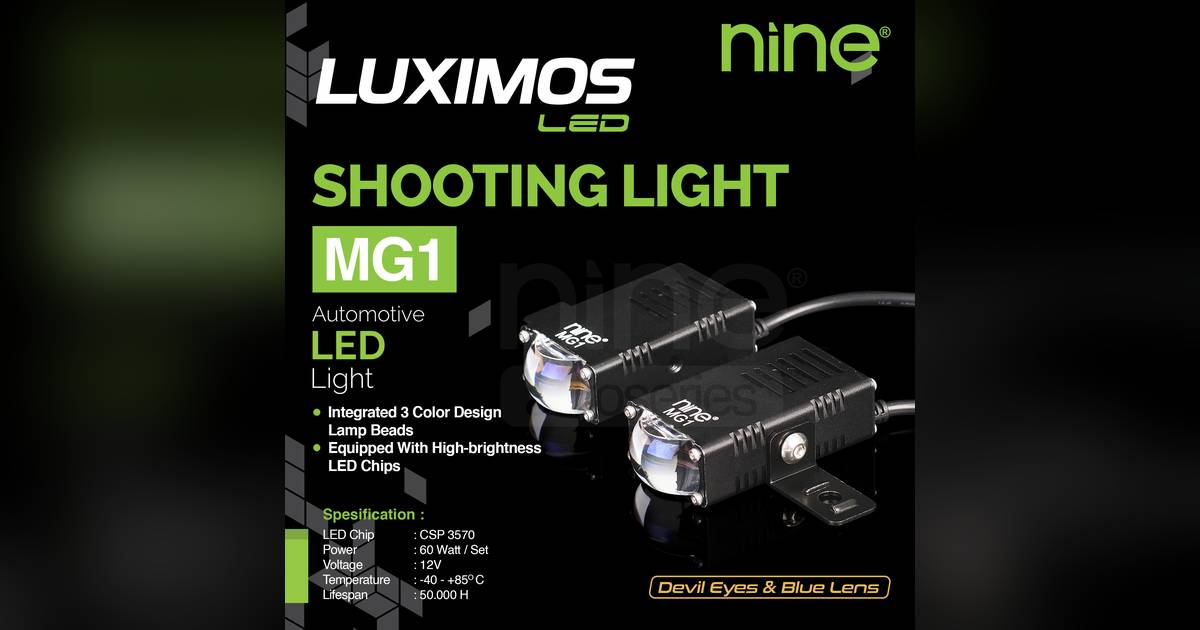 nine®
LUXIMOS
LED
SHOOTING LIGHT
MG1
Automotive
LED
Light
• Integrated 3 Color Design
Lamp Beads
• Equipped With High-brightness
LED Chips
nine®
nine®
MG1
nine®
MG1
Spesification :
LED Chip : CSP 3570
Power : 60 Watt / Set
Voltage : 12V
Temperature : -40 - +85⁰ C
Lifespan : 50.000 H
Devil Eyes & Blue Lens